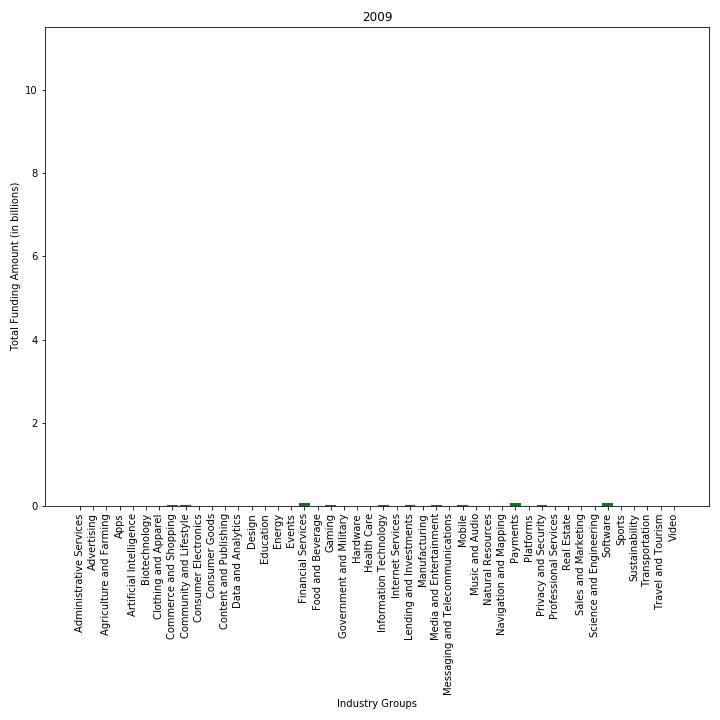 2009
Total Funding Amount (in billions)
10
8
6
4
2
0
Administrative Services
Advertising
Agriculture and Farming
Apps
Artificial Intelligence
Biotechnology
Clothing and Apparel
Commerce and Shopping
Community and Lifestyle
Consumer Electronics
Consumer Goods
Content and Publishing
Data and Analytics
Design
Education
Energy
Events
Financial Services
Food and Beverage
Gaming
Government and Military
Hardware
Health Care
Information Technology
Internet Services
Lending and Investments
Manufacturing
Media and Entertainment
Messaging and Telecommunications
Mobile
Music and Audio
Natural Resources
Navigation and Mapping
Payments
Platforms
Privacy and Security
Professional Services
Real Estate
Sales and Marketing
Science and Engineering
Software
Sports
Sustainability
Transportation
Travel and Tourism
Video
Industry Groups